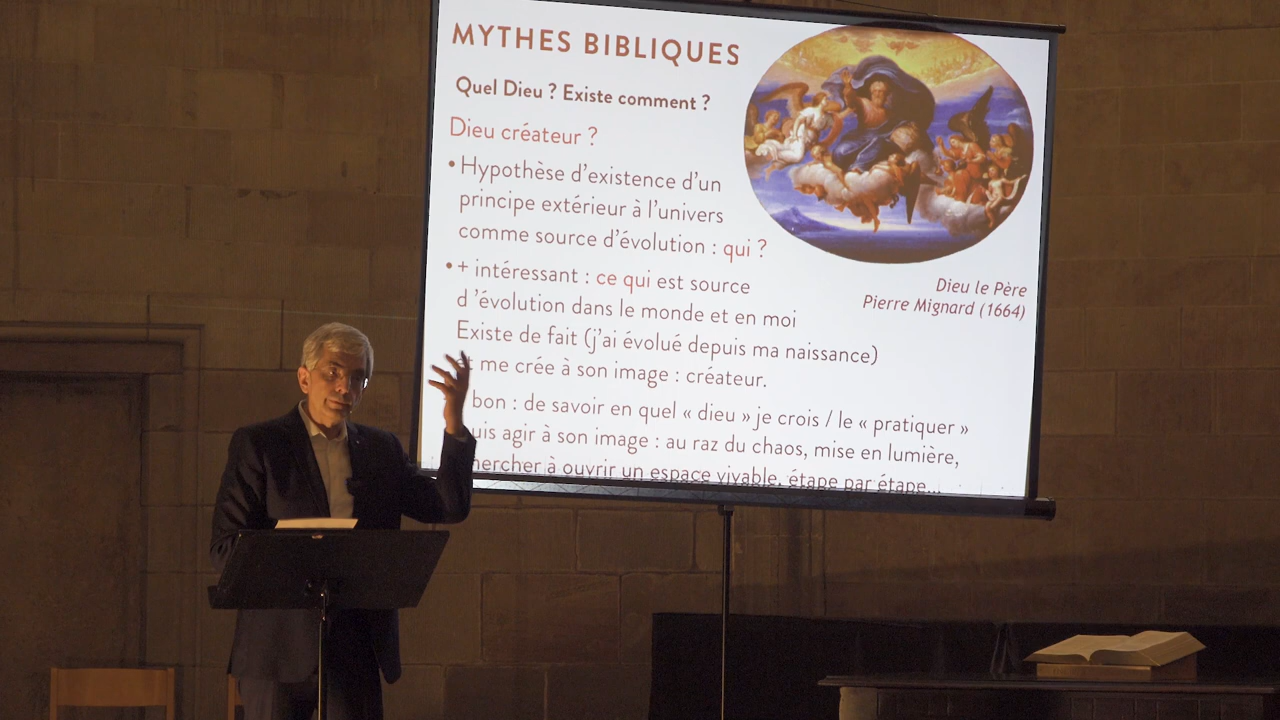 MYTHES BIBLIQUES
Quel Dieu ? Existe comment ?
Dieu créateur ?
• Hypothèse d'existence d'un
principe extérieur à l'univers
comme source d'évolution : qui ?
• + intéressant : ce qui est source
d 'évolution dans le monde et en moi
Existe de fait (j'ai évolué depuis ma naissance)
et me crée à son image : créateur.
bon : de savoir en quel « dieu » je crois / le « pratiquer »
agir à son image : au raz du chaos, mise en lumière,
chercher à ouvrir un espace vivable, étape par étape...
Dieu le Père
Pierre Mignard (1664)